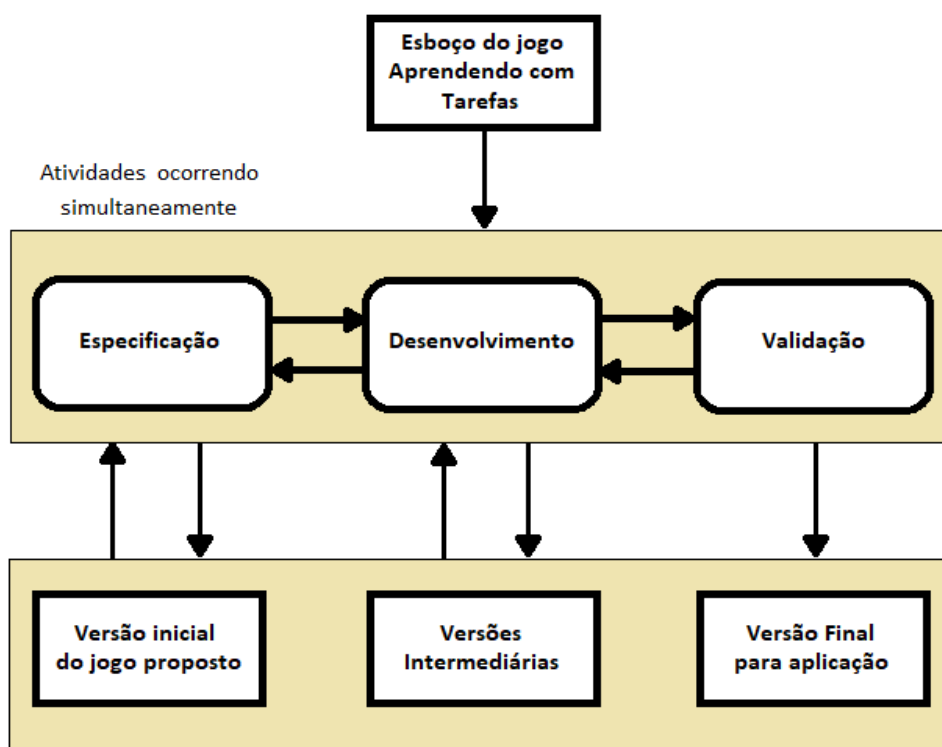 Esboço do jogo
Aprendendo com
Tarefas
Atividades ocorrendo
simultaneamente
Especificação
Desenvolvimento
Validação
Versão inicial
do jogo proposto
Versões
Intermediárias
Versão Final
para aplicação